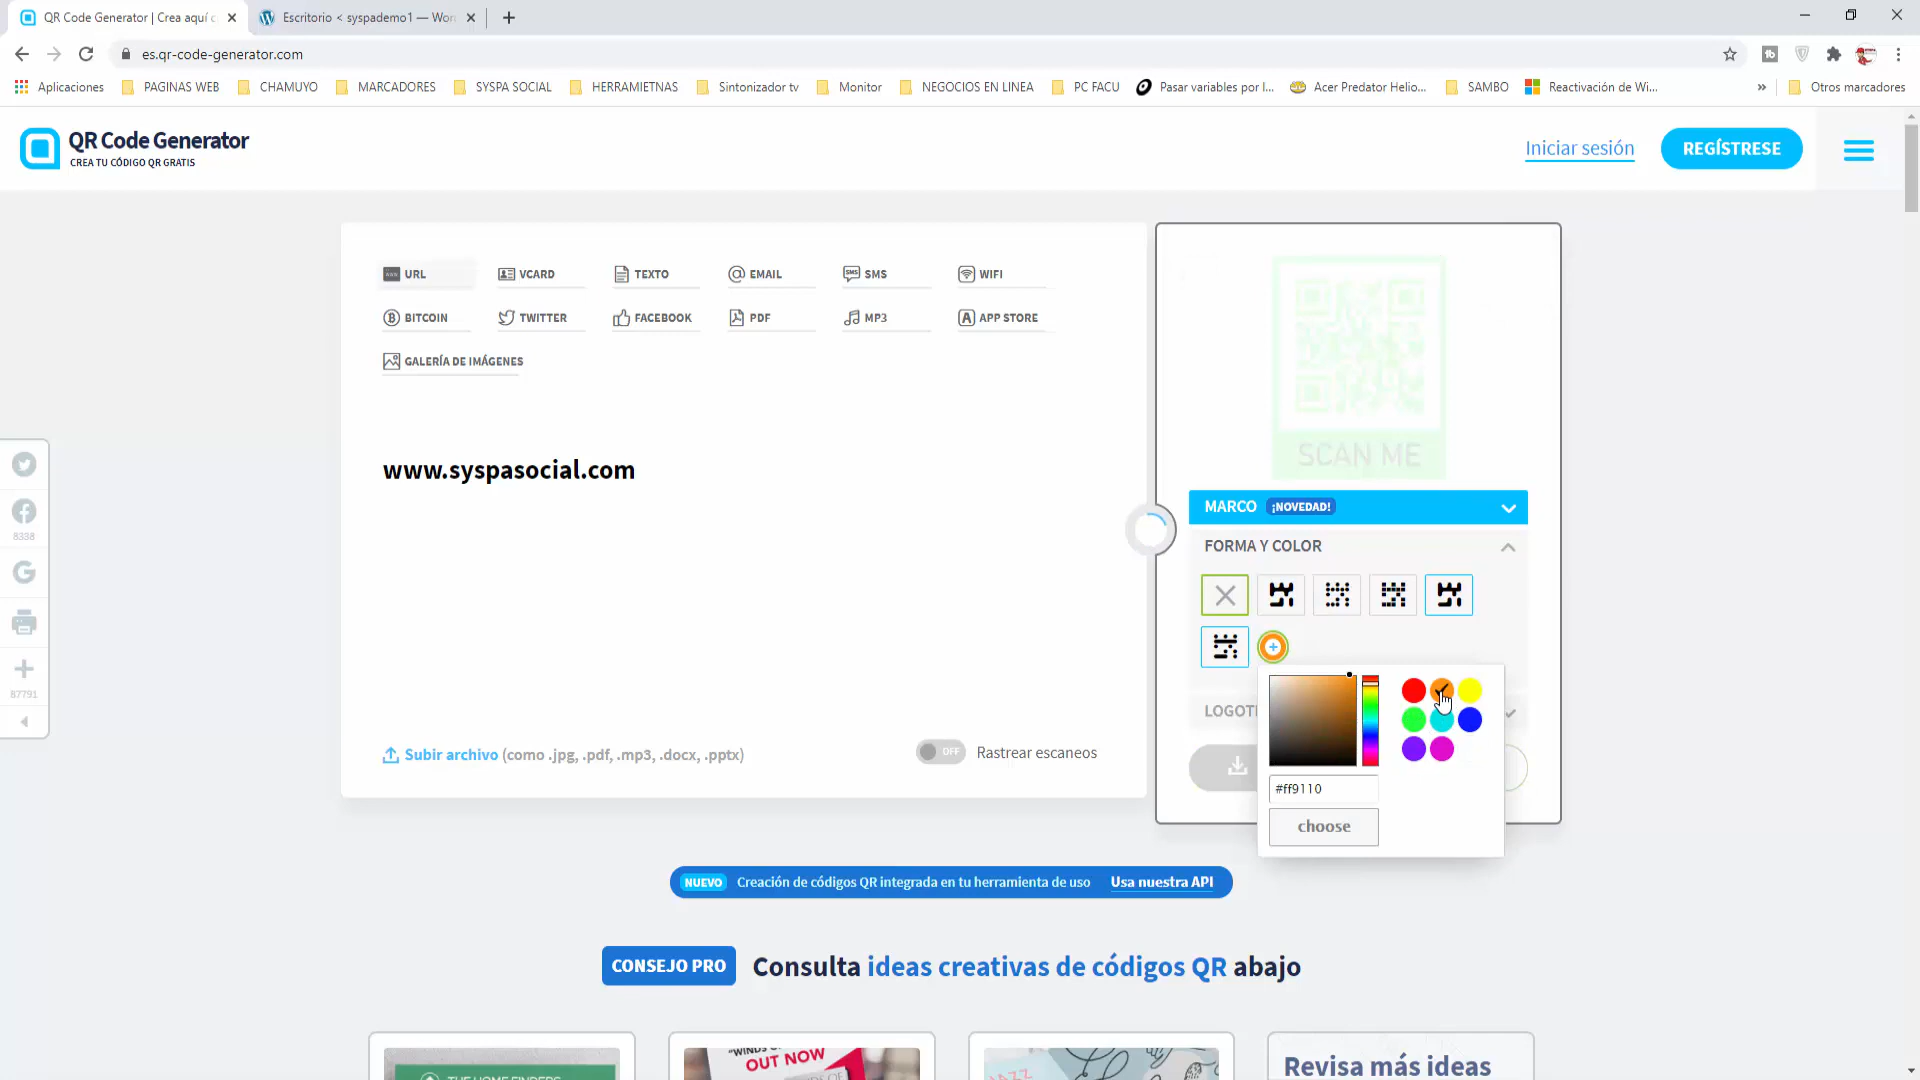 QR Code Generator | Crea aquí c
Escritorio < syspademo1 — Wor
es.qr-code-generator.com
Aplicaciones
PAGINAS WEB
CHAMUYO
MARCADORES
SYSPA SOCIAL
HERRAMIETNAS
Sintonizador tv
Monitor
NEGOCIOS EN LINEA
PC FACU
Pasar variables por l...
Acer Predator Helio...
SAMBO
Reactivación de Wi...
»
Otros marcadores
QR Code Generator
CREA TU CÓDIGO QR GRATIS
Iniciar sesión
REGÍSTRESE
URL
VCARD
TEXTO
EMAIL
SMS
WIFI
BITCOIN
TWITTER
FACEBOOK
PDF
MP3
APP STORE
GALERÍA DE IMÁGENES
www.syspasocial.com
Subir archivo (como .jpg, .pdf, .mp3, .docx, .pptx)
OFF
Rastrear escaneos
8338
87791
SCAN ME
MARCO ¡NOVEDAD!
FORMA Y COLOR
LOGOTI
#ff9110
choose
NUEVO Creación de códigos QR integrada en tu herramienta de uso Usa nuestra API
CONSEJO PRO Consulta ideas creativas de códigos QR abajo
THE HOME FINDERS
"WINDS O
OUT NOW
JAZZ
Revisa más ideas